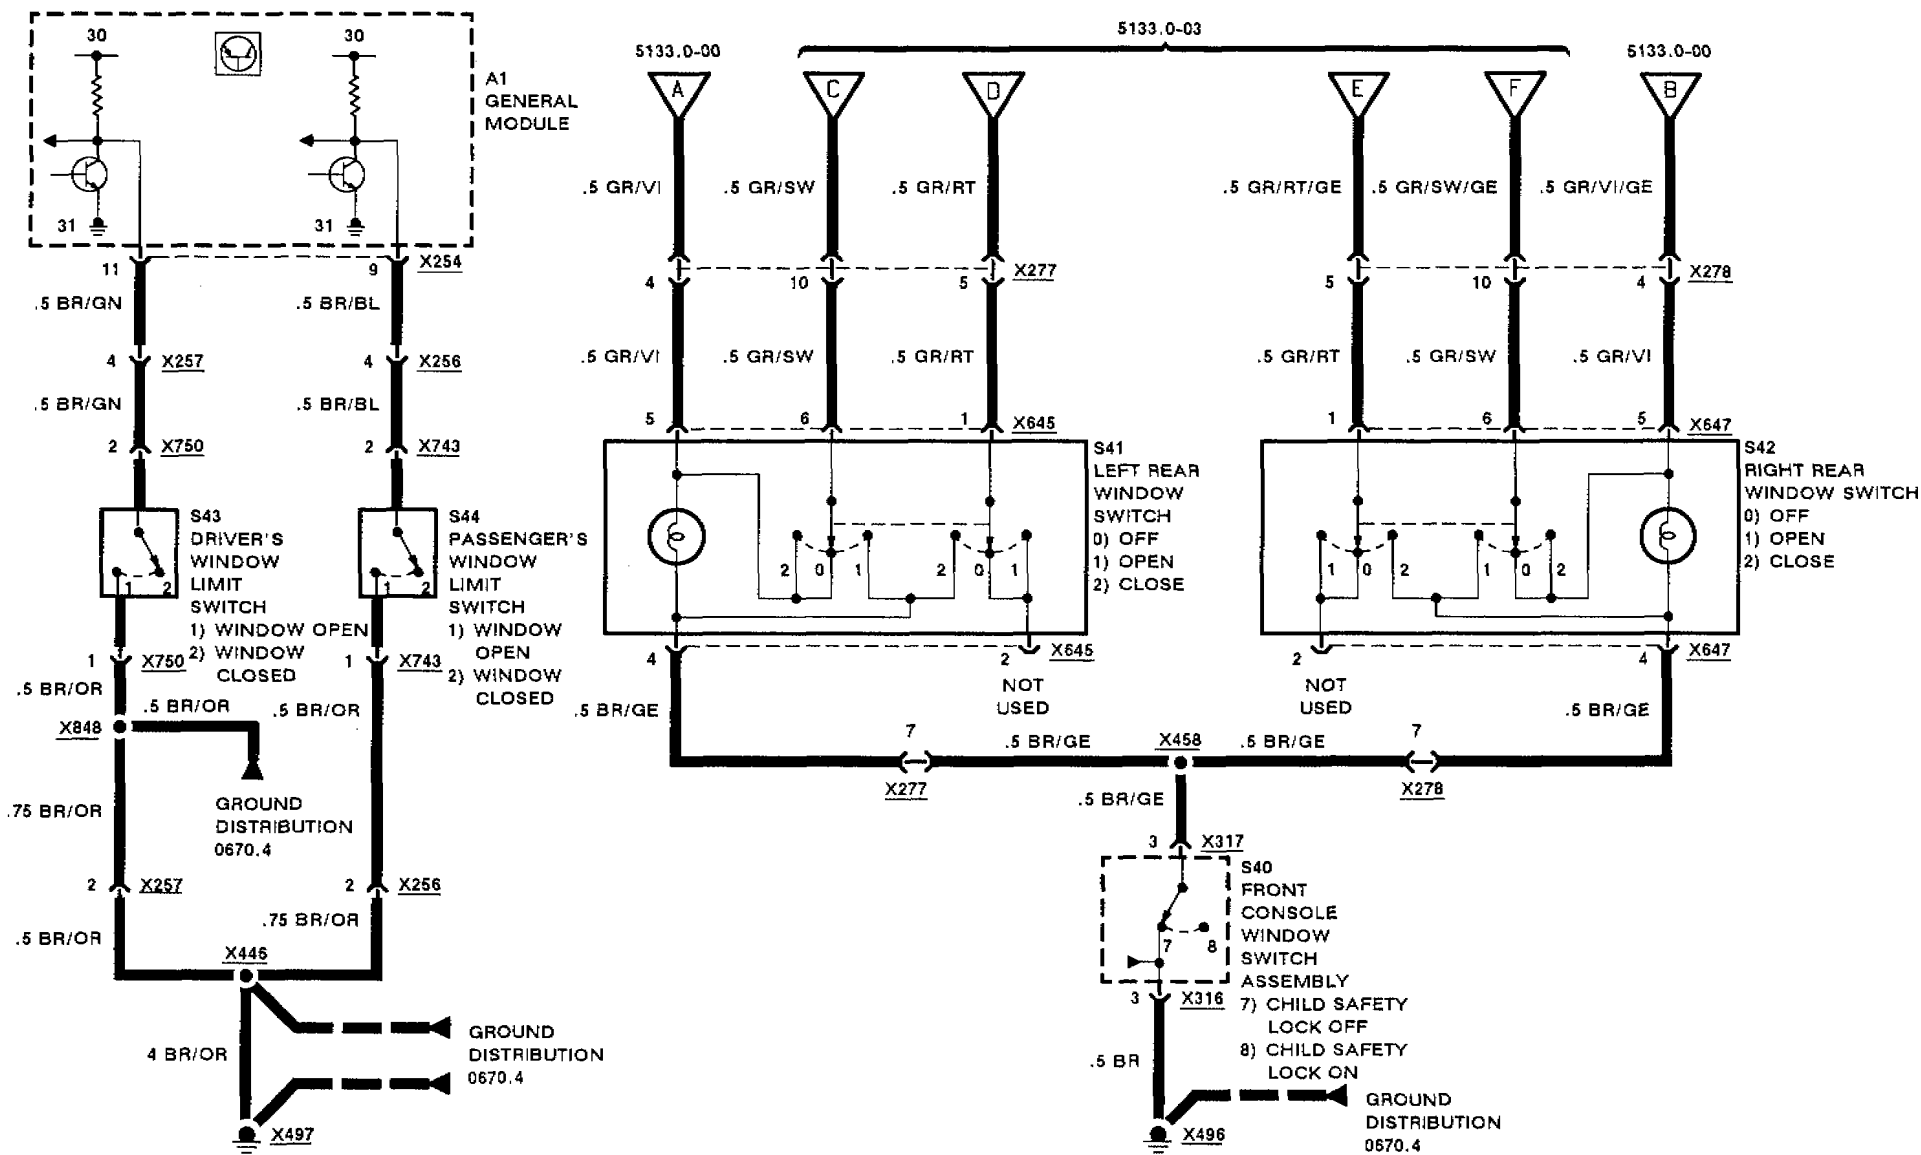 30
30
A1
GENERAL
MODULE
31
31
11
9
X254
.5 BR/GN
.5 BR/BL
4
X257
4
X256
.5 BR/GN
.5 BR/BL
2
X750
2
X743
S43
DRIVER'S
WINDOW
LIMIT
SWITCH
1) WINDOW OPEN
2) WINDOW
CLOSED
1
2
S44
PASSENGER'S
WINDOW
LIMIT
SWITCH
1) WINDOW
OPEN
2) WINDOW
CLOSED
1
2
1
X750
1
X743
.5 BR/OR
.5 BR/OR
.5 BR/OR
X848
GROUND
DISTRIBUTION
0670.4
.75 BR/OR
2
X257
2
X256
.5 BR/OR
.75 BR/OR
X446
4 BR/OR
GROUND
DISTRIBUTION
0670.4
X497
5133.0-03
5133.0-00
5133.0-00
A
C
D
E
F
B
.5 GR/VI
.5 GR/SW
.5 GR/RT
.5 GR/RT/GE
.5 GR/SW/GE
.5 GR/VI/GE
4
10
5
X277
5
10
4
X278
.5 GR/VI
.5 GR/SW
.5 GR/RT
.5 GR/RT
.5 GR/SW
.5 GR/VI
5
6
1
X645
1
6
5
X647
S41
LEFT REAR
WINDOW
SWITCH
0) OFF
1) OPEN
2) CLOSE
2
0
1
2
0
1
S42
RIGHT REAR
WINDOW SWITCH
0) OFF
1) OPEN
2) CLOSE
1
0
2
1
0
2
4
2
X645
2
4
X647
NOT
USED
NOT
USED
.5 BR/GE
.5 BR/GE
7
.5 BR/GE
X458
.5 BR/GE
7
X277
X278
.5 BR/GE
3
X317
S40
FRONT
CONSOLE
WINDOW
SWITCH
ASSEMBLY
7) CHILD SAFETY
LOCK OFF
8) CHILD SAFETY
LOCK ON
7
8
3
X316
.5 BR
GROUND
DISTRIBUTION
0670.4
X496